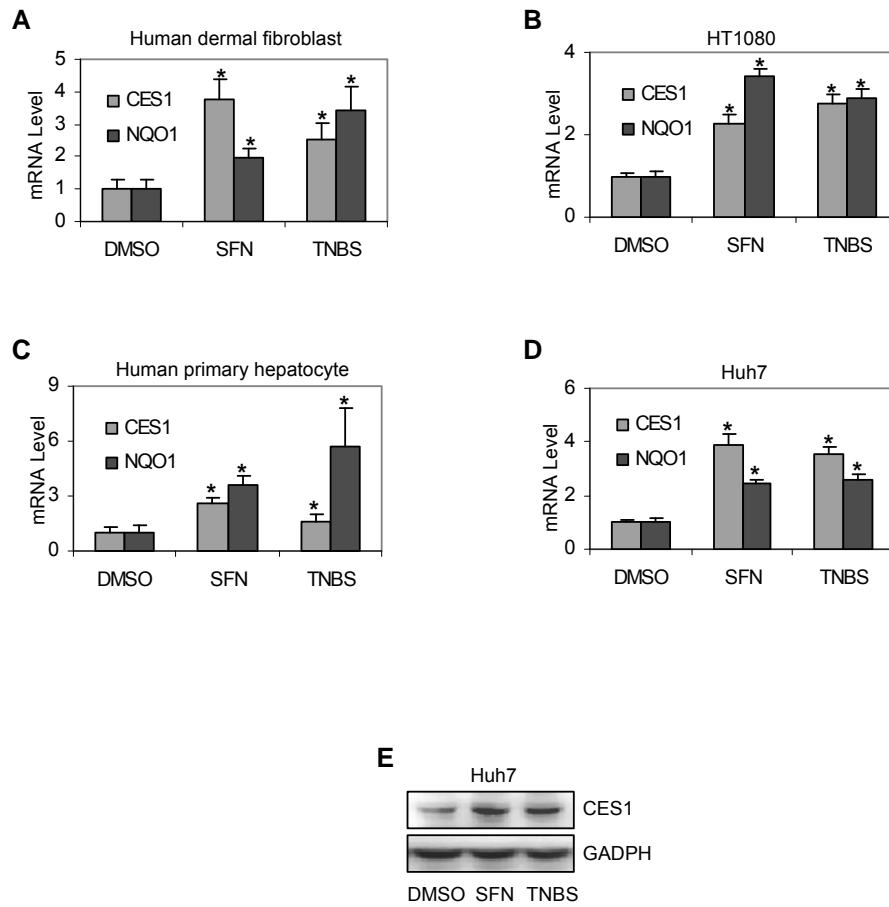 A
Human dermal fibroblast
mRNA Level
5
4
3
2
1
0
CES1
NQO1
*
*
*
*
DMSO SFN TNBS
B
HT1080
mRNA Level
4
2
0
CES1
NQO1
*
*
*
*
DMSO SFN TNBS
C
Human primary hepatocyte
mRNA Level
9
6
3
0
CES1
NQO1
*
*
*
*
DMSO SFN TNBS
D
Huh7
mRNA Level
6
4
2
0
CES1
NQO1
*
*
*
*
DMSO SFN TNBS
E
Huh7
CES1
GADPH
DMSO SFN TNBS